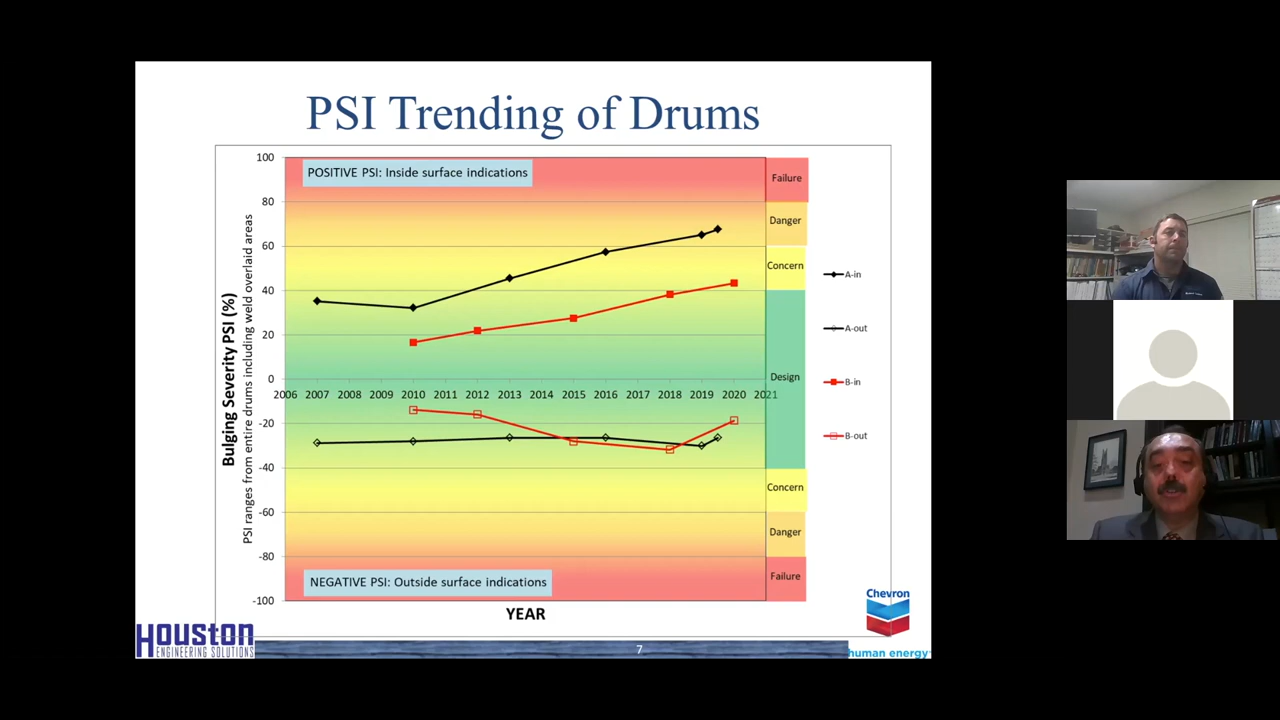 PSI Trending of Drums
POSITIVE PSI: Inside surface indications
NEGATIVE PSI: Outside surface indications
Bulging Severity PSI (%)
PSI ranges from entire drums including weld overlaid areas
100
80
60
40
20
0
-20
-40
-60
-80
-100
2006 2007 2008 2009 2010 2011 2012 2013 2014 2015 2016 2017 2018 2019 2020 2021
YEAR
Failure
Danger
Concern
Design
Concern
Danger
Failure
A-in
A-out
B-in
B-out
HOUSTON
ENGINEERING SOLUTIONS
7
Chevron
human energy